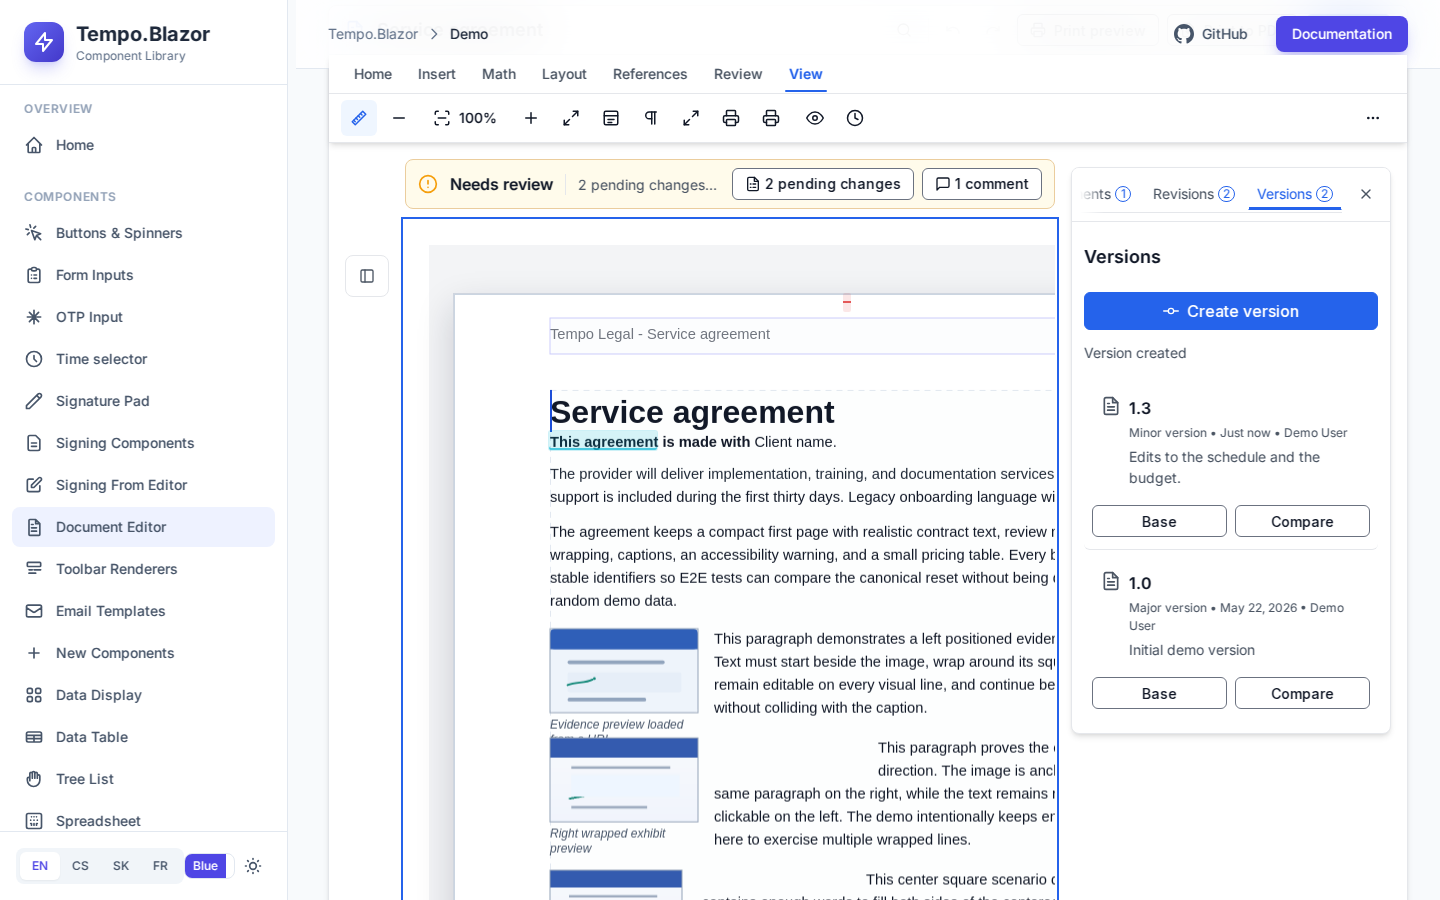 Tempo.Blazor
Component Library
OVERVIEW
Home
COMPONENTS
Buttons & Spinners
Form Inputs
OTP Input
Time selector
Signature Pad
Signing Components
Signing From Editor
Document Editor
Toolbar Renderers
Email Templates
New Components
Data Display
Data Table
Tree List
Spreadsheet
EN CS SK FR Blue
Tempo.Blazor > Demo
GitHub
Documentation
Home Insert Math Layout References Review View
100%
Needs review 2 pending changes... 2 pending changes 1 comment
Tempo Legal - Service agreement
Service agreement
This agreement is made with Client name.
The provider will deliver implementation, training, and documentation services
support is included during the first thirty days. Legacy onboarding language
The agreement keeps a compact first page with realistic contract text, review
wrapping, captions, an accessibility warning, and a small pricing table. Every
stable identifiers so E2E tests can compare the canonical reset without being
random demo data.
This paragraph demonstrates a left positioned
Text must start beside the image, wrap around its
remain editable on every visual line, and continue
without colliding with the caption.
Evidence preview loaded
This paragraph proves the
direction. The image is
same paragraph on the right, while the text remains
clickable on the left. The demo intentionally keeps
here to exercise multiple wrapped lines.
Right wrapped exhibit
preview
This center square scenario
ents 1 Revisions 2 Versions 2
Versions
Create version
Version created
1.3
Minor version • Just now • Demo User
Edits to the schedule and the
budget.
Base Compare
1.0
Major version • May 22, 2026 • Demo
User
Initial demo version
Base Compare